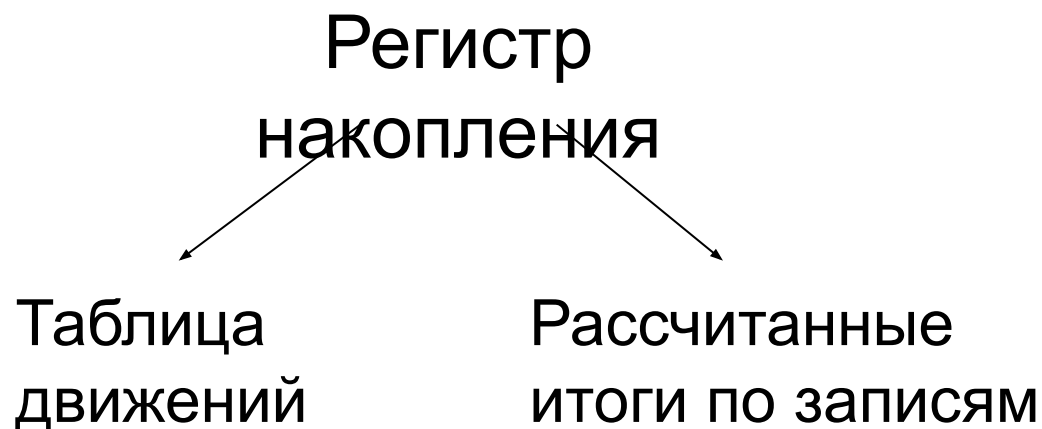 Регистр
накопления
Таблица
движений
Рассчитанные
итоги по записям